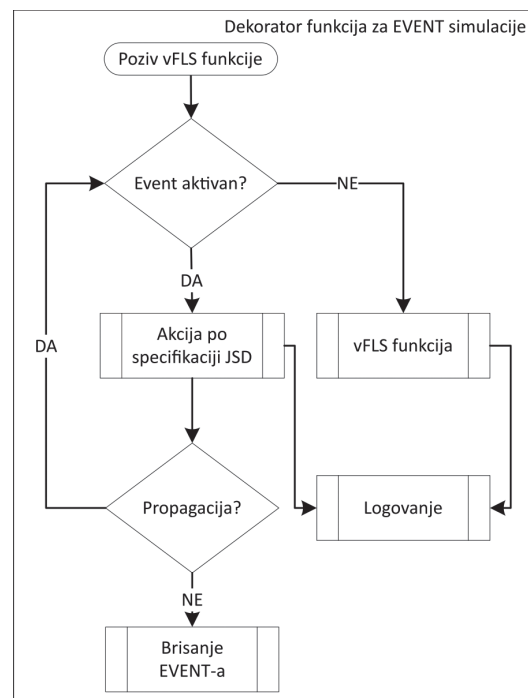 Dekorator funkcija za EVENT simulacije
Poziv vFLS funkcije
Event aktivan?
NE
DA
DA
Akcija po
specifikaciji JSD
vFLS funkcija
Propagacija?
Logovanje
NE
Brisanje
EVENT-a